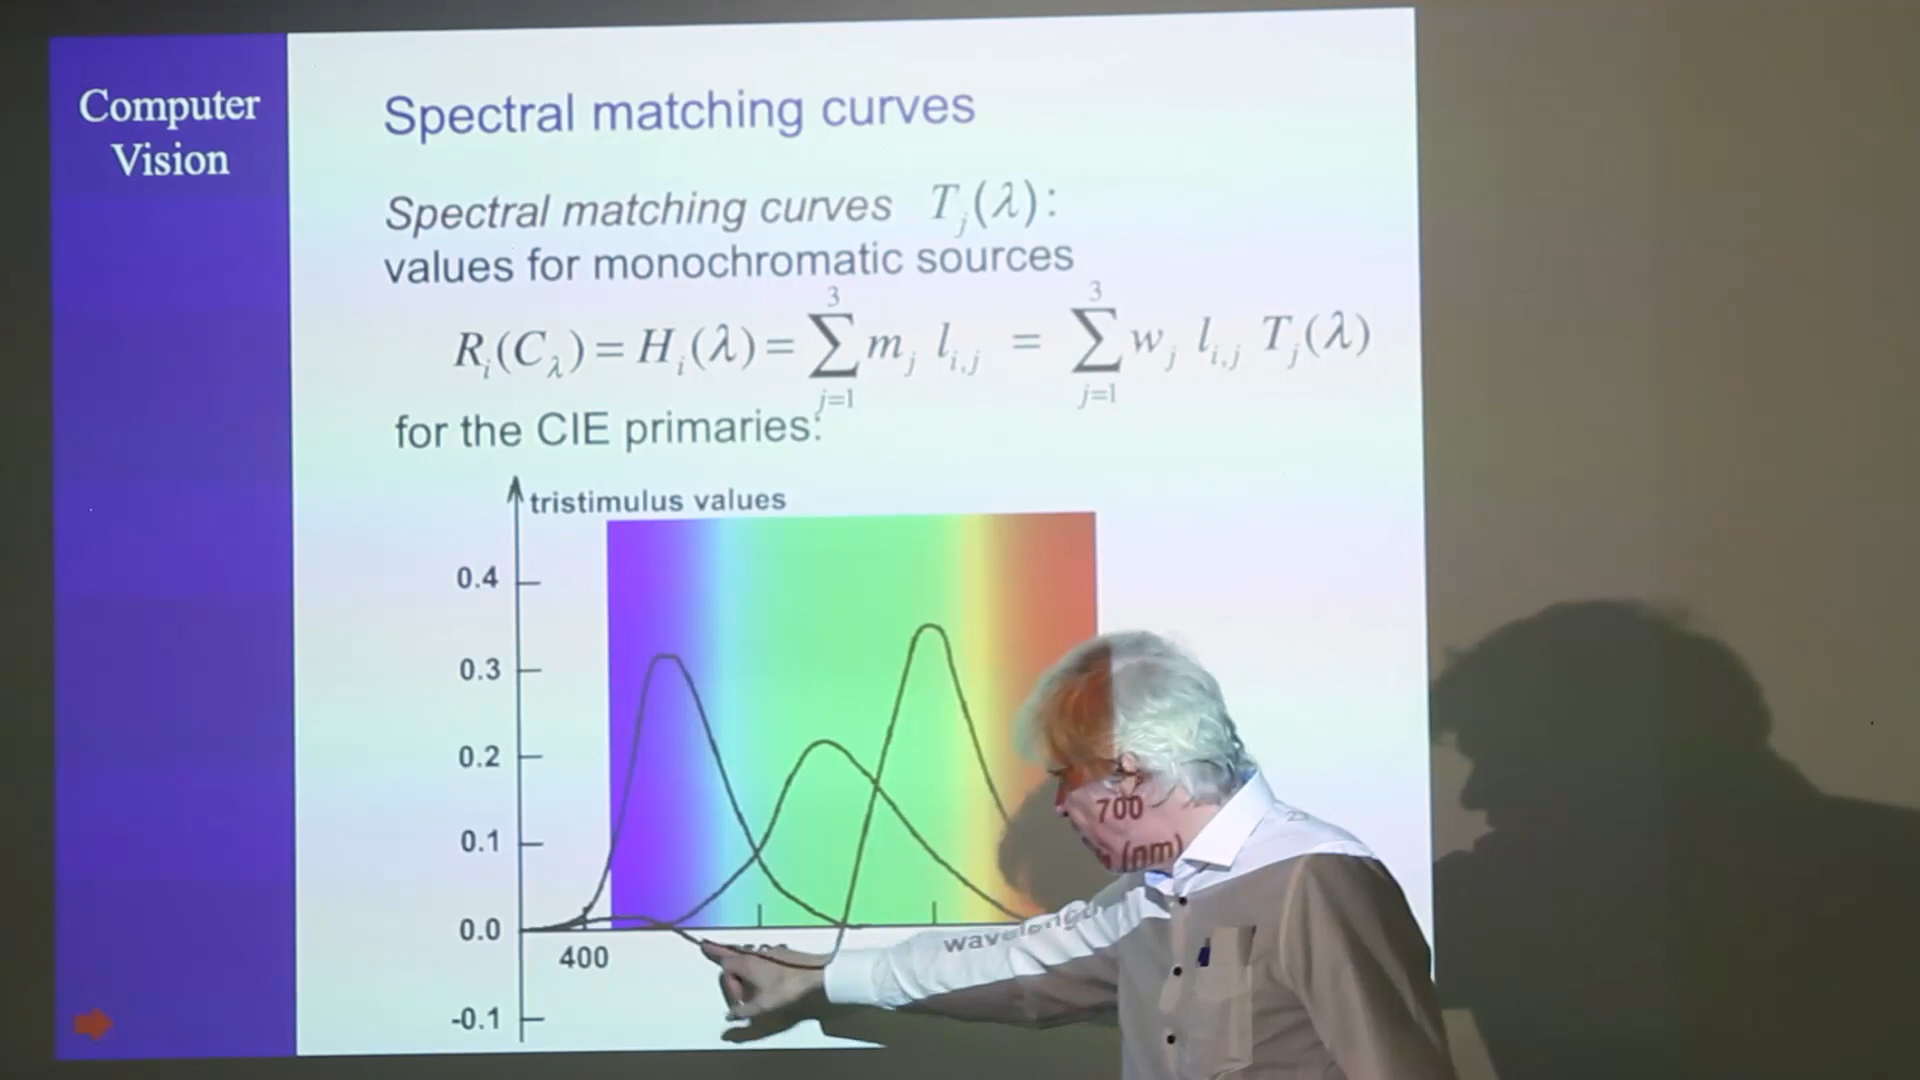 Computer
Vision
Spectral matching curves
Spectral matching curves T_j(λ):
values for monochromatic sources
R_i(C_λ) = H_i(λ) = ∑_{j=1}^{3} m_j l_{i,j} = ∑_{j=1}^{3} w_j l_{i,j} T_j(λ)
for the CIE primaries:
tristimulus values
0.4
0.3
0.2
0.1
0.0
-0.1
400
700
wavelength
(nm)